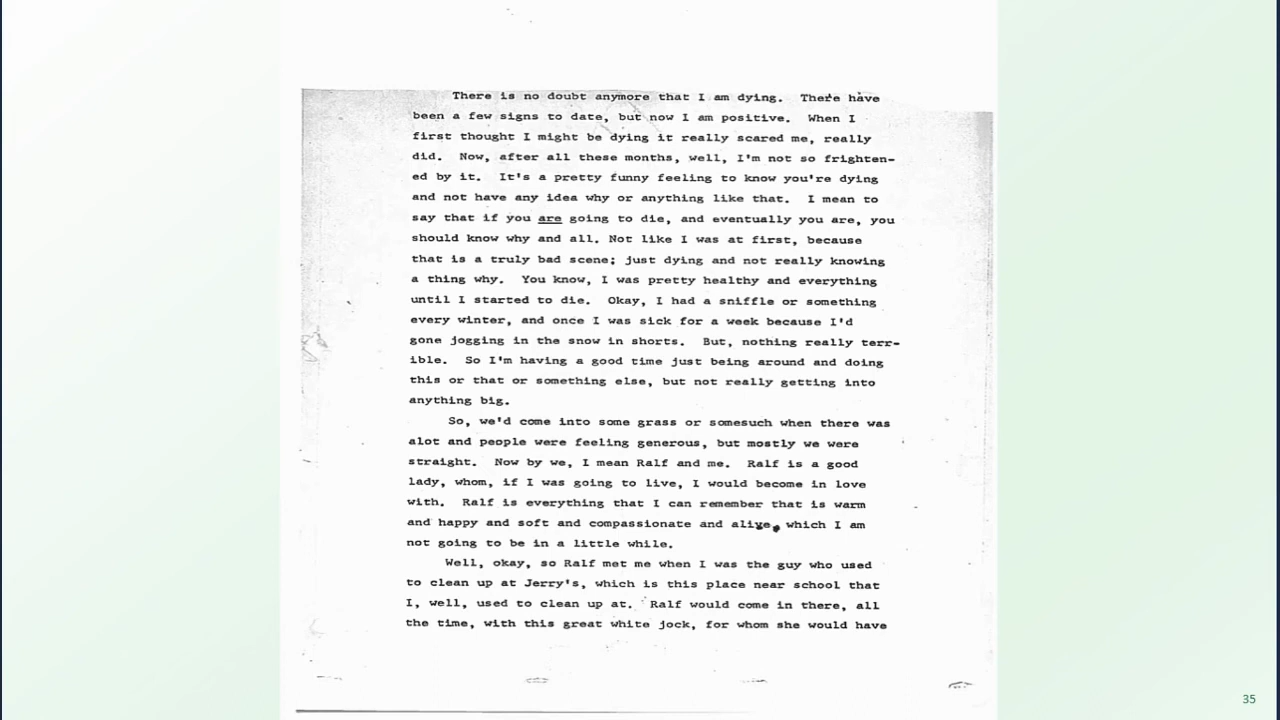 There is no doubt anymore that I am dying.  There have
been a few signs to date, but now I am positive.  When I
first thought I might be dying it really scared me, really
did.  Now, after all these months, well, I'm not so frighten-
ed by it.  It's a pretty funny feeling to know you're dying
and not have any idea why or anything like that.  I mean to
say that if you are going to die, and eventually you are, you
should know why and all. Not like I was at first, because
that is a truly bad scene; just dying and not really knowing
a thing why.  You know, I was pretty healthy and everything
until I started to die.  Okay, I had a sniffle or something
every winter, and once I was sick for a week because I'd
gone jogging in the snow in shorts.  But, nothing really terr-
ible.  So I'm having a good time just being around and doing
this or that or something else, but not really getting into
anything big.
So, we'd come into some grass or somesuch when there was
alot and people were feeling generous, but mostly we were
straight.  Now by we, I mean Ralf and me.  Ralf is a good
lady, whom, if I was going to live, I would become in love
with.  Ralf is everything that I can remember that is warm
and happy and soft and compassionate and alive, which I am
not going to be in a little while.
Well, okay, so Ralf met me when I was the guy who used
to clean up at Jerry's, which is this place near school that
I, well, used to clean up at.  Ralf would come in there, all
the time, with this great white jock, for whom she would have
35